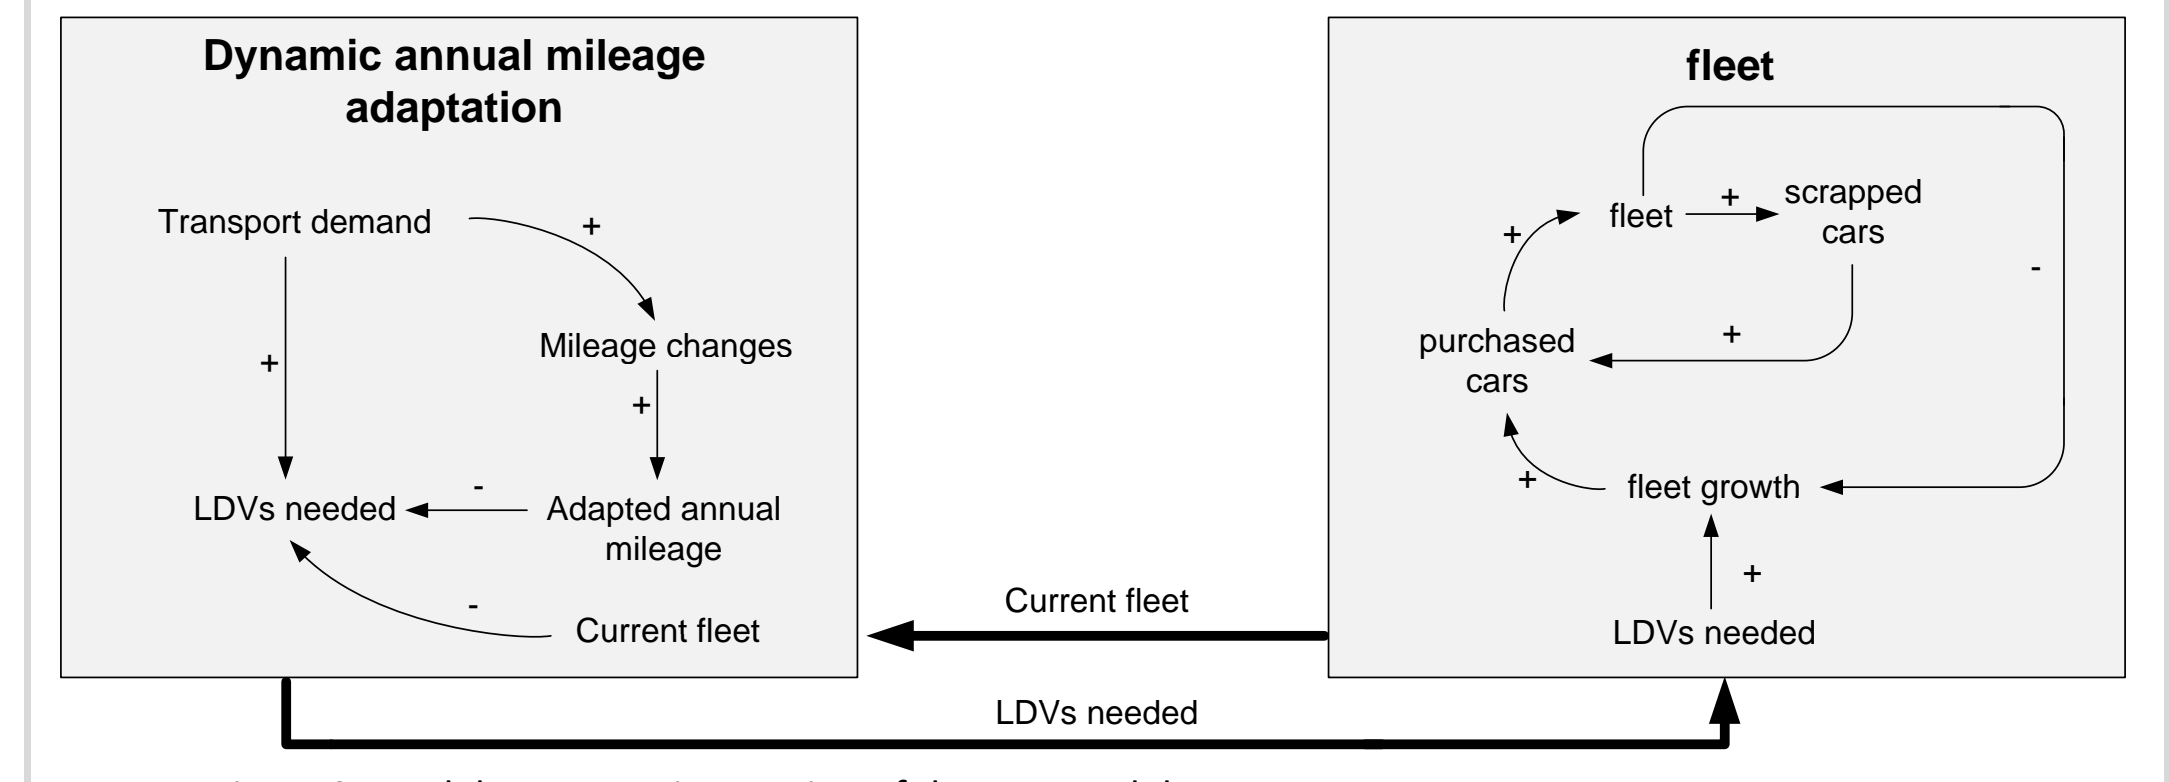 Dynamic annual mileage
adaptation
Transport demand
+
Mileage changes
+
+
LDVs needed
-
Adapted annual
mileage
-
Current fleet
Current fleet
LDVs needed
fleet
fleet
+
scrapped
cars
+
-
purchased
cars
+
+
fleet growth
+
LDVs needed